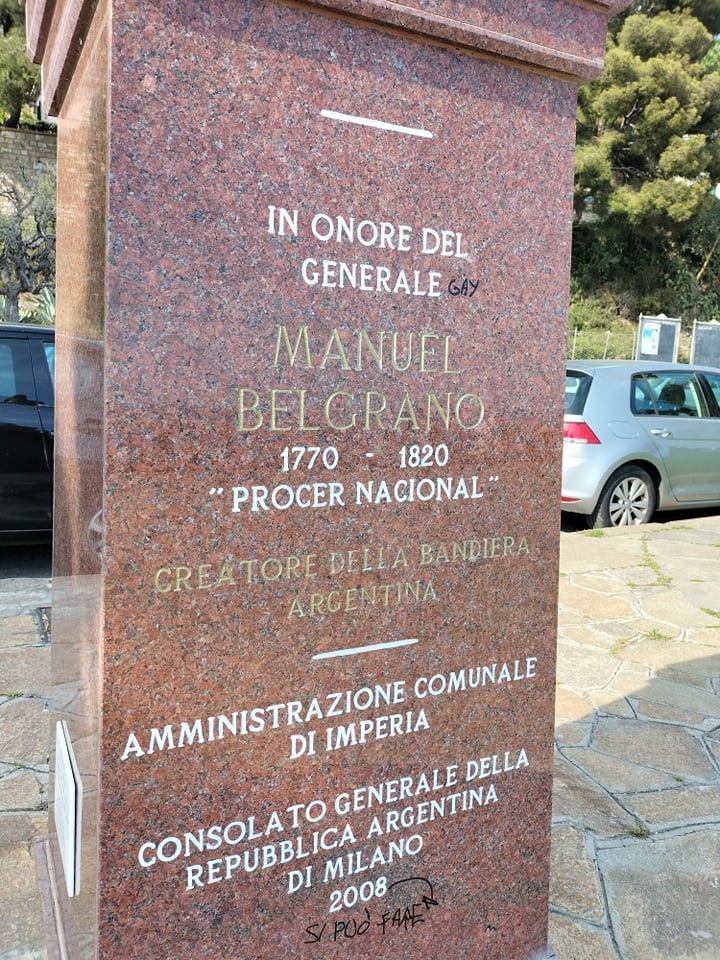 IN ONORE DEL
GENERALE GAY
MANUEL
BELGRANO
1770 - 1820
"PROCER NACIONAL"
CREATORE DELLA BANDIERA
ARGENTINA
AMMINISTRAZIONE COMUNALE
DI IMPERIA
CONSOLATO GENERALE DELLA
REPUBBLICA ARGENTINA
DI MILANO
2008
SI PUÒ FARE